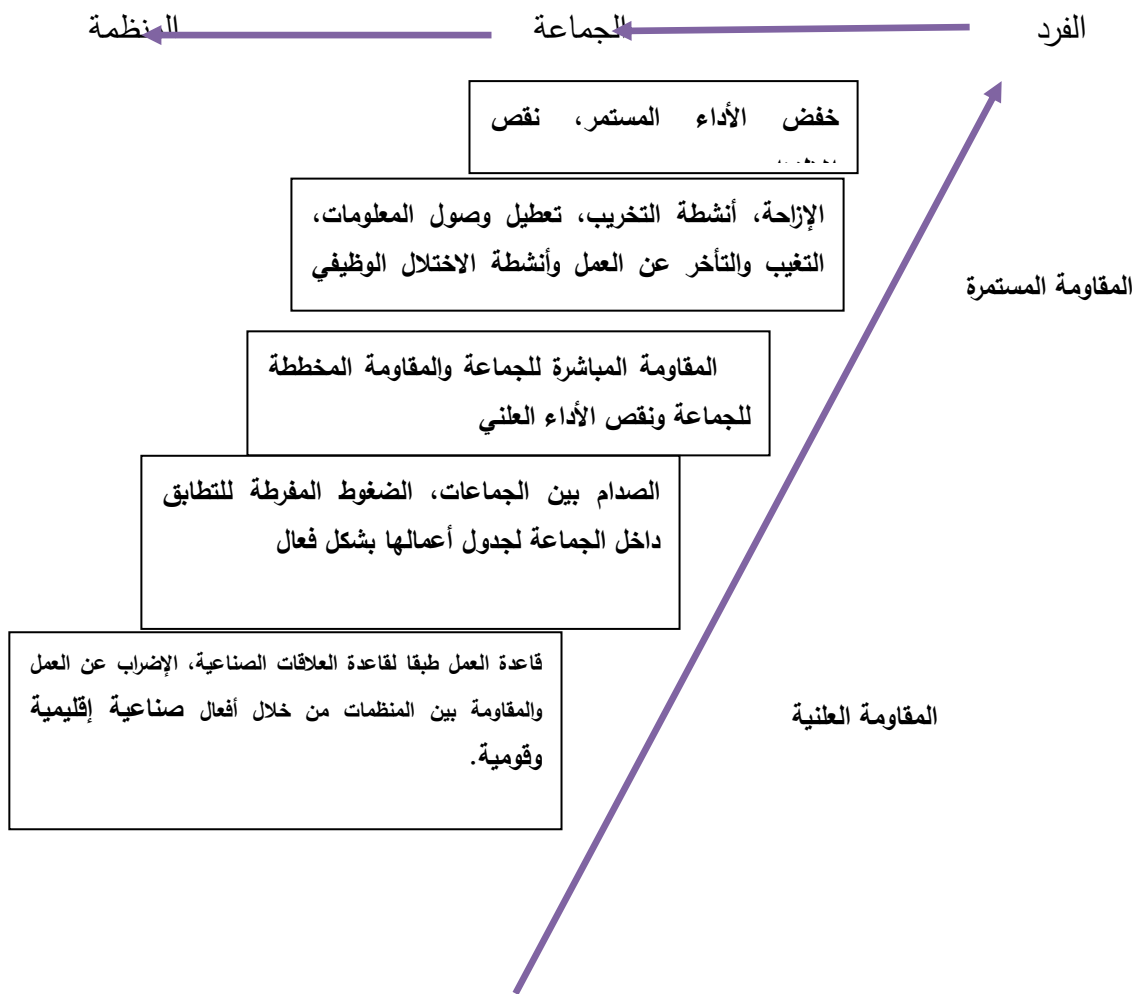 الفرد
الجماعة
المنظمة
خفض الأداء المستمر، نقص
الإزاحة، أنشطة التخريب، تعطيل وصول المعلومات،
التغيب والتأخر عن العمل وأنشطة الاختلال الوظيفي
المقاومة المستمرة
المقاومة المباشرة للجماعة والمقاومة المخططة
للجماعة ونقص الأداء العلني
الصدام بين الجماعات، الضغوط المفرطة للتطابق
داخل الجماعة لجدول أعمالها بشكل فعال
قاعدة العمل طبقا لقاعدة العلاقات الصناعية، الإضراب عن العمل
والمقاومة بين المنظمات من خلال أفعال صناعية إقليمية
وقومية.
المقاومة العلنية